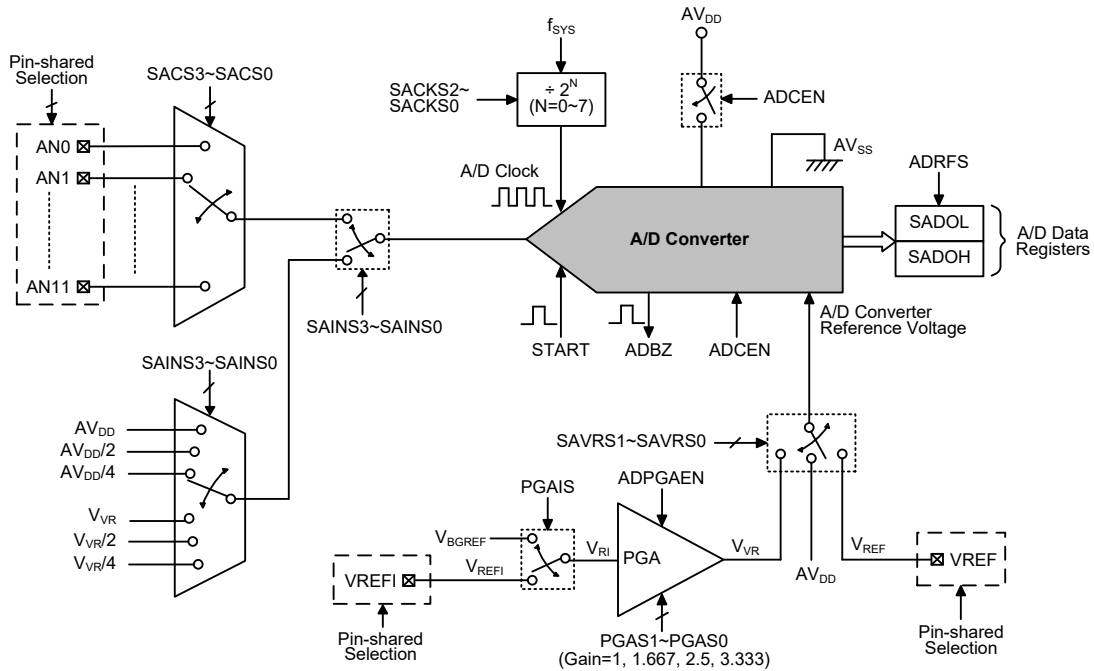 AV_DD
f_SYS
Pin-shared
Selection
SACS3~SACS0
SACKS2~
SACKS0
÷ 2^N
(N=0~7)
ADCEN
AN0
AN1
AN11
A/D Clock
AV_SS
ADRFS
A/D Converter
SADOL
SADOH
A/D Data
Registers
SAINS3~SAINS0
START
ADBZ
ADCEN
A/D Converter
Reference Voltage
SAINS3~SAINS0
AV_DD
AV_DD/2
AV_DD/4
V_VR
V_VR/2
V_VR/4
SAVRS1~SAVRS0
PGAIS
ADPGAEN
V_BGREF
V_REFI
VREFI
V_RI
PGA
V_VR
AV_DD
V_REF
VREF
Pin-shared
Selection
PGAS1~PGAS0
(Gain=1, 1.667, 2.5, 3.333)
Pin-shared
Selection